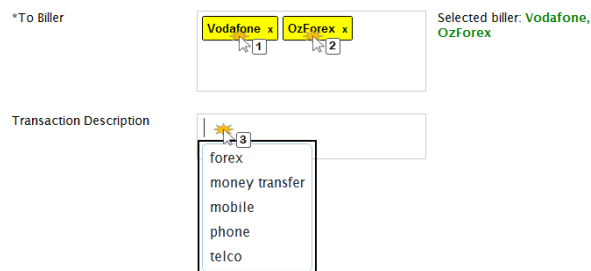 *To Biller
Vodafone x OzForex x
Selected biller: Vodafone,
OzForex
1 2
Transaction Description
3
forex
money transfer
mobile
phone
telco